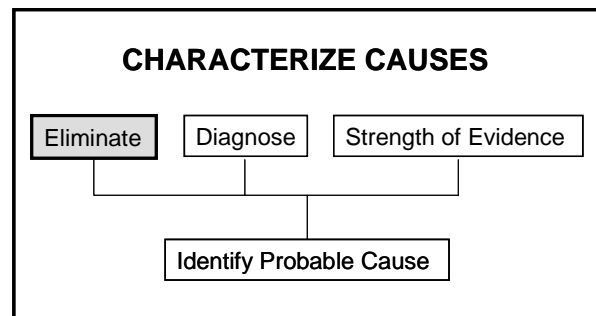 CHARACTERIZE CAUSES
Eliminate
Diagnose
Strength of Evidence
Identify Probable Cause